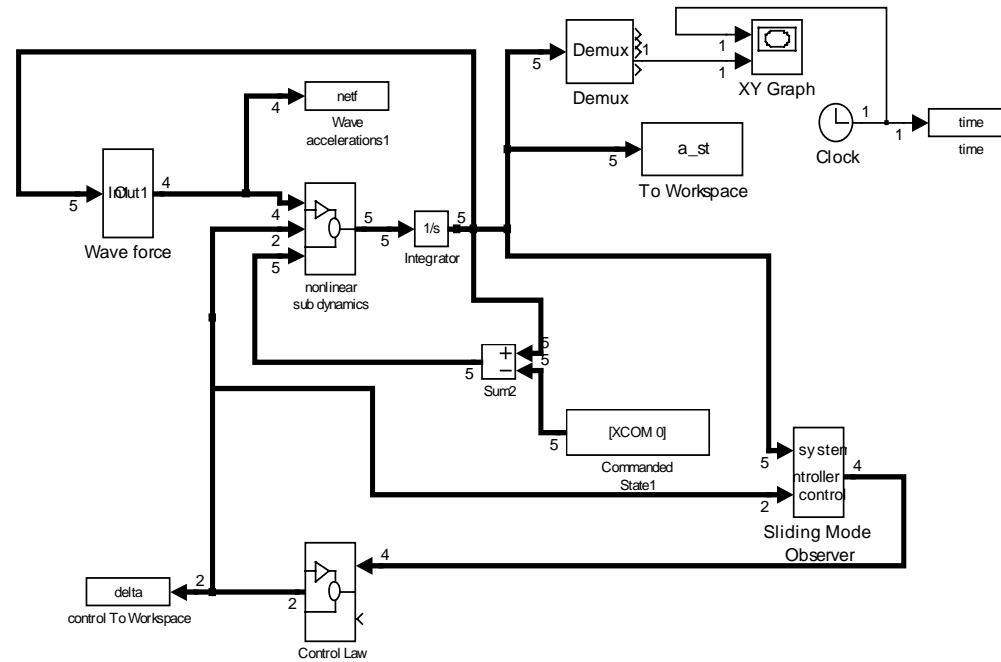 1
1
1
5
Demux
Demux
XY Graph
netf
4
Wave
accelerations1
1
1
Clock
time
time
5
a_st
To Workspace
5
In1
Out1
4
Wave force
4
2
5
5
5
1/s
5
Integrator
nonlinear
sub dynamics
5
5
5
Sum2
5
[XCOM 0]
Commanded
State1
5
2
system
ntroller
control
4
Sliding Mode
Observer
4
2
Control Law
2
delta
control To Workspace